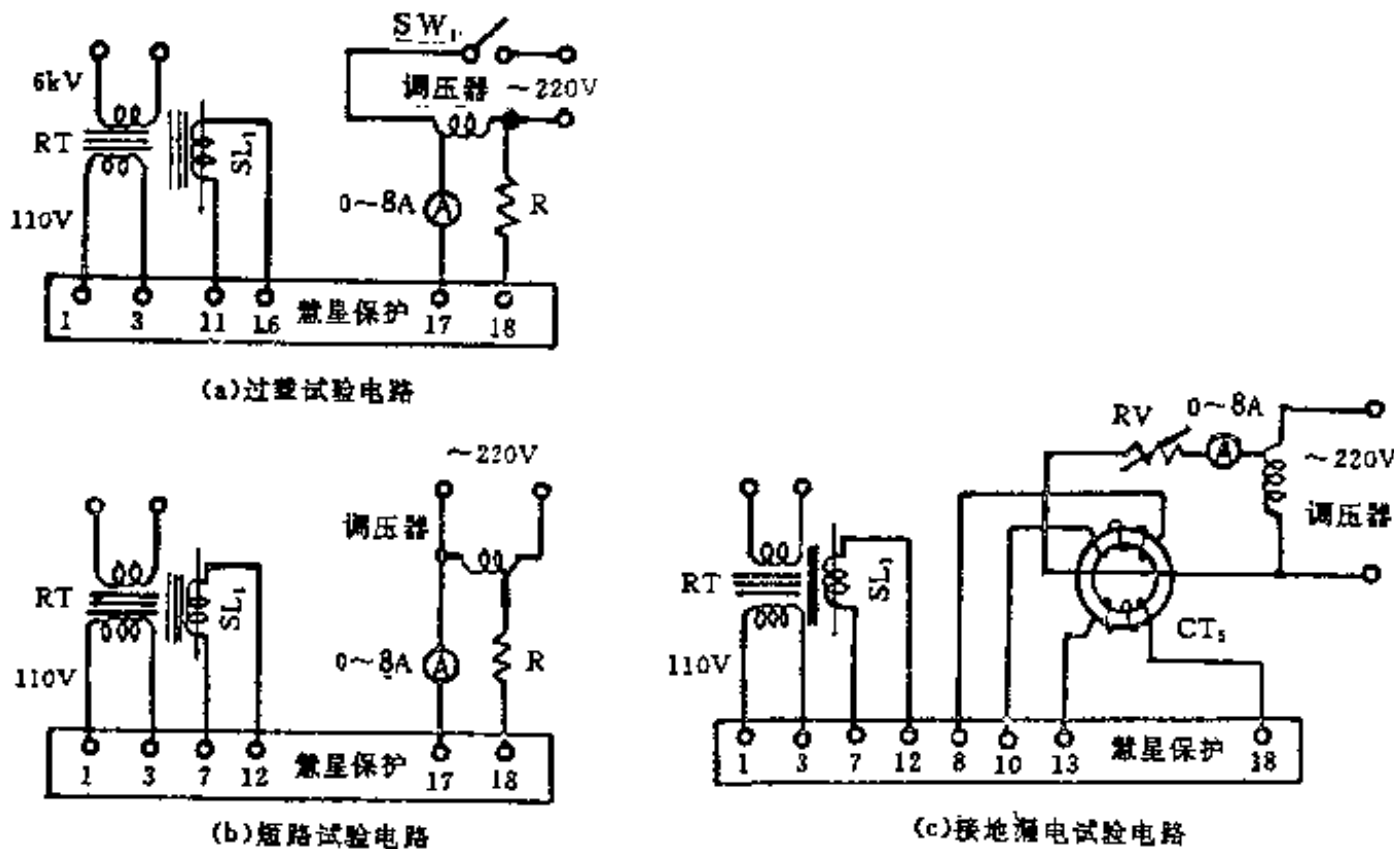 SW₁
6kV
调压器
～220V
RT
SL₁
0～8A
A
R
110V
慧星保护
1
3
11
16
17
18
(a)过载试验电路
～220V
调压器
RT
SL₁
0～8A
A
R
110V
慧星保护
1
3
7
12
17
18
(b)短路试验电路
RV
0～8A
A
～220V
调压器
RT
SL₁
CT₅
110V
慧星保护
1
3
7
12
8
10
13
18
(c)接地漏电试验电路